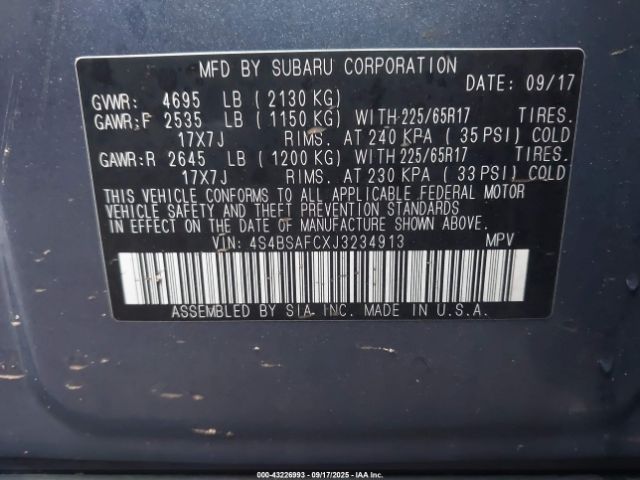 MFD BY SUBARU CORPORATION
DATE: 09/17
GVWR: 4695 LB (2130 KG)
GAWR:F 2535 LB (1150 KG) WITH 225/65R17 TIRES.
17X7J RIMS. AT 240 KPA (35 PSI) COLD
GAWR:R 2645 LB (1200 KG) WITH 225/65R17 TIRES.
17X7J RIMS. AT 230 KPA (33 PSI) COLD
THIS VEHICLE CONFORMS TO ALL APPLICABLE FEDERAL MOTOR
VEHICLE SAFETY AND THEFT PREVENTION STANDARDS
IN EFFECT ON THE DATE OF MANUFACTURE SHOWN ABOVE.
VIN: 4S4BSAFCXJ3234913 MPV
ASSEMBLED BY SIA INC. MADE IN U.S.A.
000-43226993 - 09/17/2025 - IAA Inc.